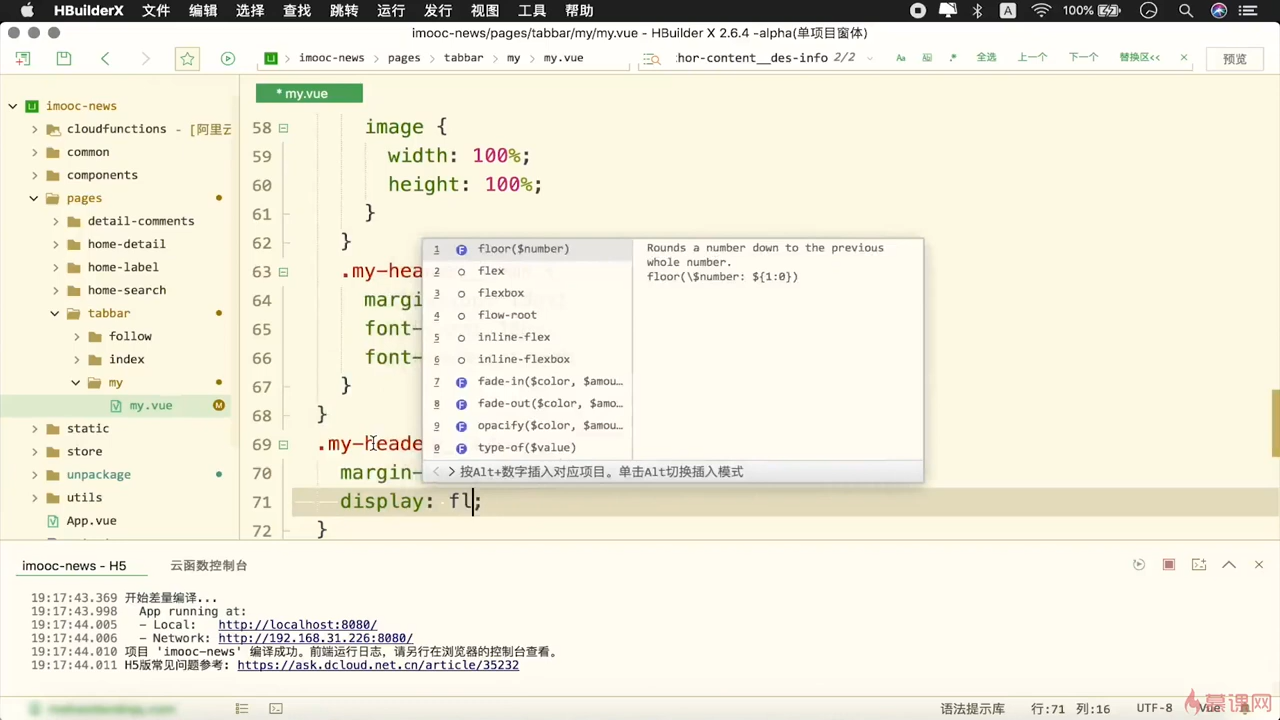 HBuilderX 文件 编辑 选择 查找 跳转 运行 发行 视图 工具 帮助 100%
imooc-news/pages/tabbar/my/my.vue - HBuilder X 2.6.4 -alpha(单项目窗体)
imooc-news pages tabbar my my.vue :hor-content__des-info 2/2 Aa 全选 上一个 下一个 替换区<< 预览
imooc-news
cloudfunctions - [阿里云
common
components
pages
detail-comments
home-detail
home-label
home-search
tabbar
follow
index
my
my.vue M
static
store
unpackage
utils
App.vue
* my.vue
58 image {
59 width: 100%;
60 height: 100%;
61 }
62 }
63 .my-hea
64 margi
65 font-
66 font-
67 }
68 }
69 .my-heade
70 margin-
71 display: fl;
72 }
1 F floor($number)
2 flex
3 flexbox
4 flow-root
5 inline-flex
6 inline-flexbox
7 F fade-in($color, $amou…
8 F fade-out($color, $amo…
9 F opacify($color, $amou…
0 F type-of($value)
Rounds a number down to the previous
whole number.
floor(\$number: ${1:0})
< > 按Alt+数字插入对应项目。单击Alt切换插入模式
imooc-news - H5 云函数控制台
19:17:43.369 开始差量编译...
19:17:43.998 App running at:
19:17:44.005 - Local: http://localhost:8080/
19:17:44.006 - Network: http://192.168.31.226:8080/
19:17:44.010 项目 'imooc-news' 编译成功。前端运行日志，请另行在浏览器的控制台查看。
19:17:44.011 H5版常见问题参考: https://ask.dcloud.net.cn/article/35232
语法提示库 行:71 列:16 UTF-8 Vue
慕课网